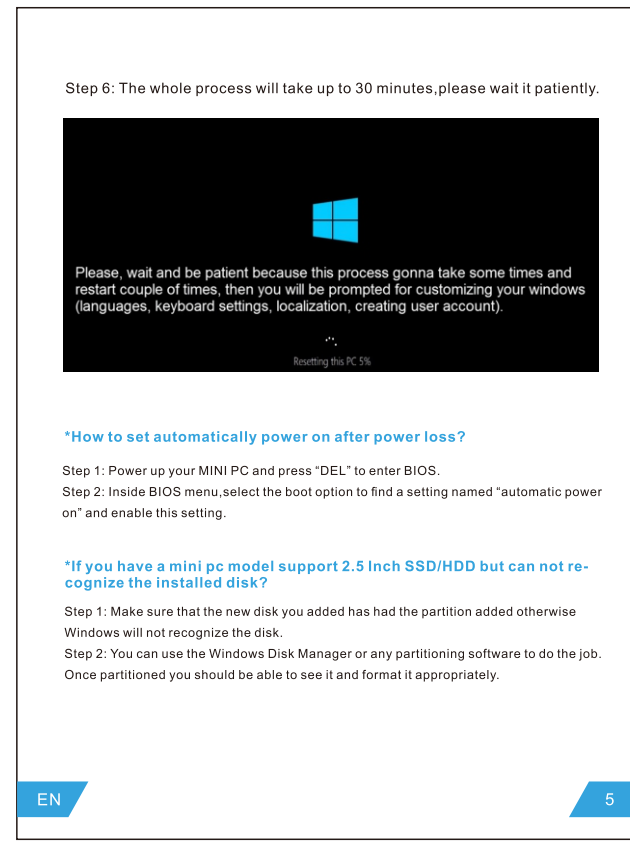 Step 6: The whole process will take up to 30 minutes,please wait it patiently.
Please, wait and be patient because this process gonna take some times and
restart couple of times, then you will be prompted for customizing your windows
(languages, keyboard settings, localization, creating user account).
Resetting this PC 5%
*How to set automatically power on after power loss?
Step 1: Power up your MINI PC and press “DEL” to enter BIOS.
Step 2: Inside BIOS menu,select the boot option to find a setting named “automatic power
on” and enable this setting.
*If you have a mini pc model support 2.5 Inch SSD/HDD but can not re-
cognize the installed disk?
Step 1: Make sure that the new disk you added has had the partition added otherwise
Windows will not recognize the disk.
Step 2: You can use the Windows Disk Manager or any partitioning software to do the job.
Once partitioned you should be able to see it and format it appropriately.
EN
5